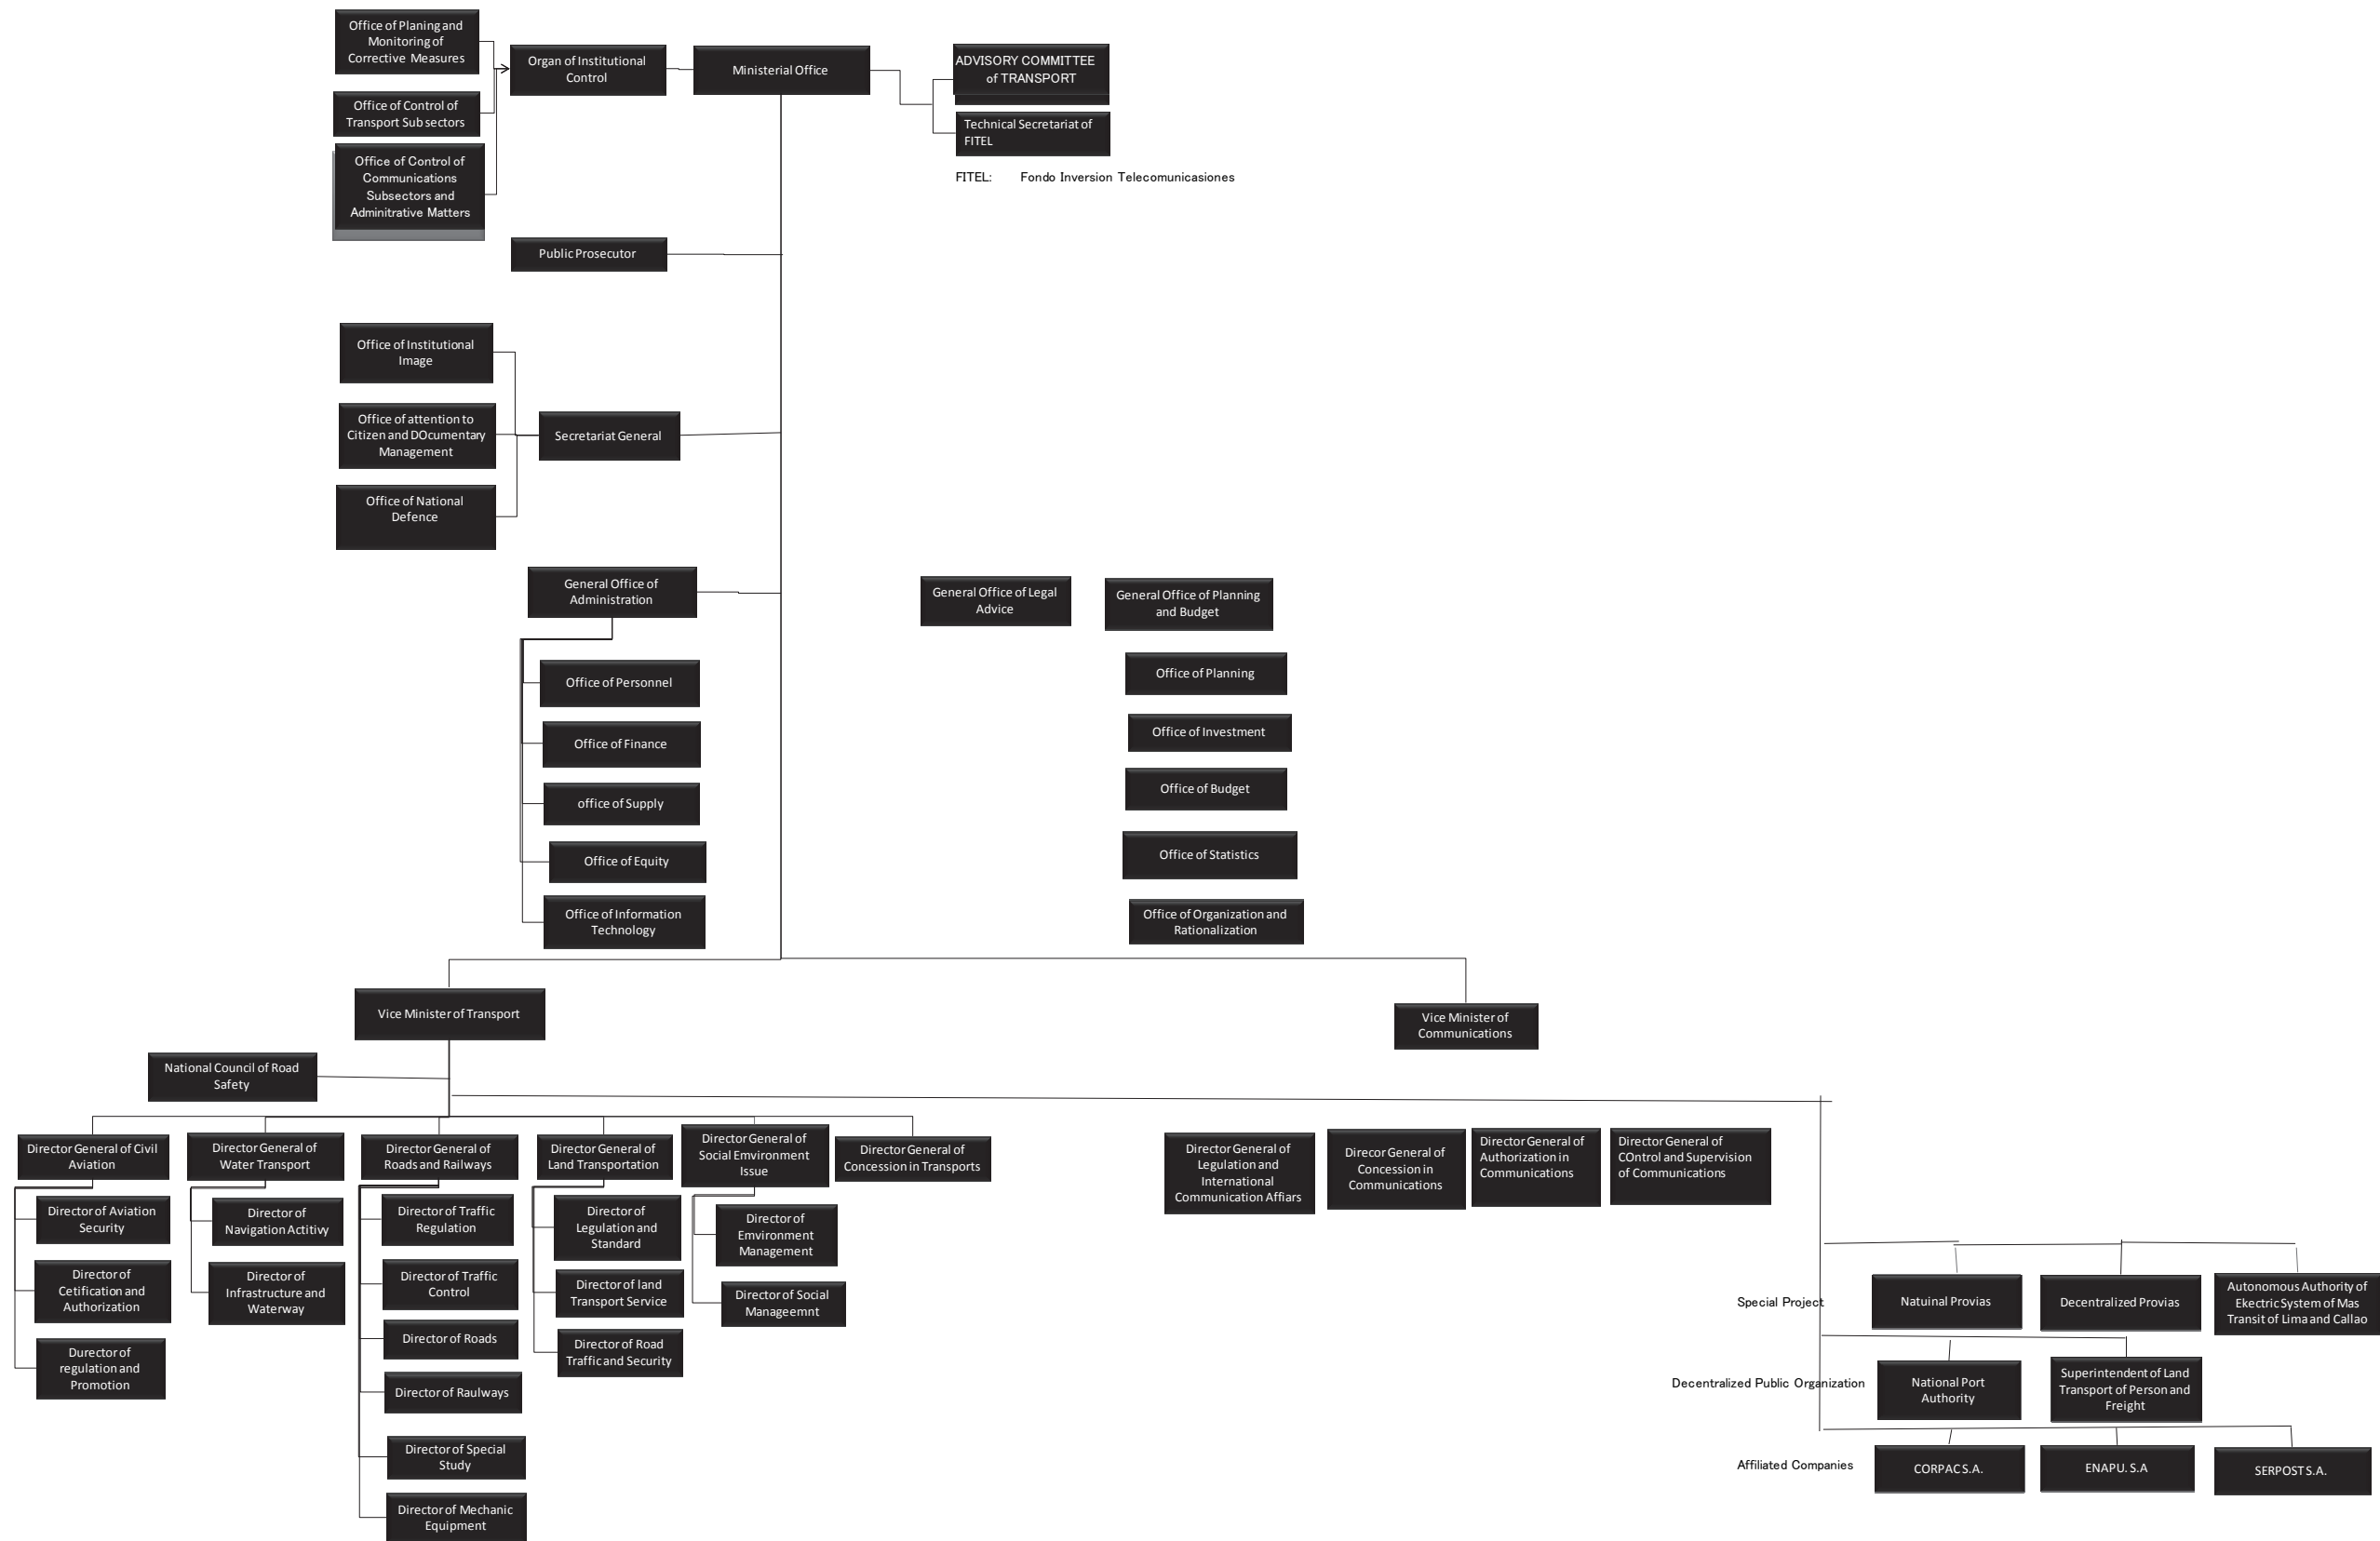 Office of Planing and
Monitoring of
Corrective Measures
Organ of Institutional
Control
Ministerial Office
ADVISORY COMMITTEE
of TRANSPORT
Office of Control of
Transport Sub sectors
Technical Secretariat of
FITEL
Office of Control of
Communications
Subsectors and
Adminitrative Matters
FITEL: Fondo Inversion Telecomunicasiones
Public Prosecutor
Office of Institutional
Image
Office of attention to
Citizen and DOcumentary
Management
Secretariat General
Office of National
Defence
General Office of
Administration
General Office of Legal
Advice
General Office of Planning
and Budget
Office of Personnel
Office of Finance
office of Supply
Office of Equity
Office of Information
Technology
Office of Planning
Office of Investment
Office of Budget
Office of Statistics
Office of Organization and
Rationalization
Vice Minister of Transport
Vice Minister of
Communications
National Council of Road
Safety
Director General of Civil
Aviation
Director General of
Water Transport
Director General of
Roads and Railways
Director General of
Land Transportation
Director General of
Social Emvironment
Issue
Director General of
Concession in Transports
Director General of
Legulation and
International
Communication Affiars
Direcor General of
Concession in
Communications
Director General of
Authorization in
Communications
Director General of
COntrol and Supervision
of Communications
Director of Aviation
Security
Director of
Cetification and
Authorization
Durector of
regulation and
Promotion
Director of
Navigation Actitivy
Director of
Infrastructure and
Waterway
Director of Traffic
Regulation
Director of Traffic
Control
Director of Roads
Director of Raulways
Director of Special
Study
Director of Mechanic
Equipment
Director of
Legulation and
Standard
Director of land
Transport Service
Director of Road
Traffic and Security
Director of
Emvironment
Management
Director of Social
Manageemnt
Special Project
Natuinal Provias
Decentralized Provias
Autonomous Authority of
Ekectric System of Mas
Transit of Lima and Callao
Decentralized Public Organization
National Port
Authority
Superintendent of Land
Transport of Person and
Freight
Affiliated Companies
CORPAC S.A.
ENAPU. S.A
SERPOST S.A.